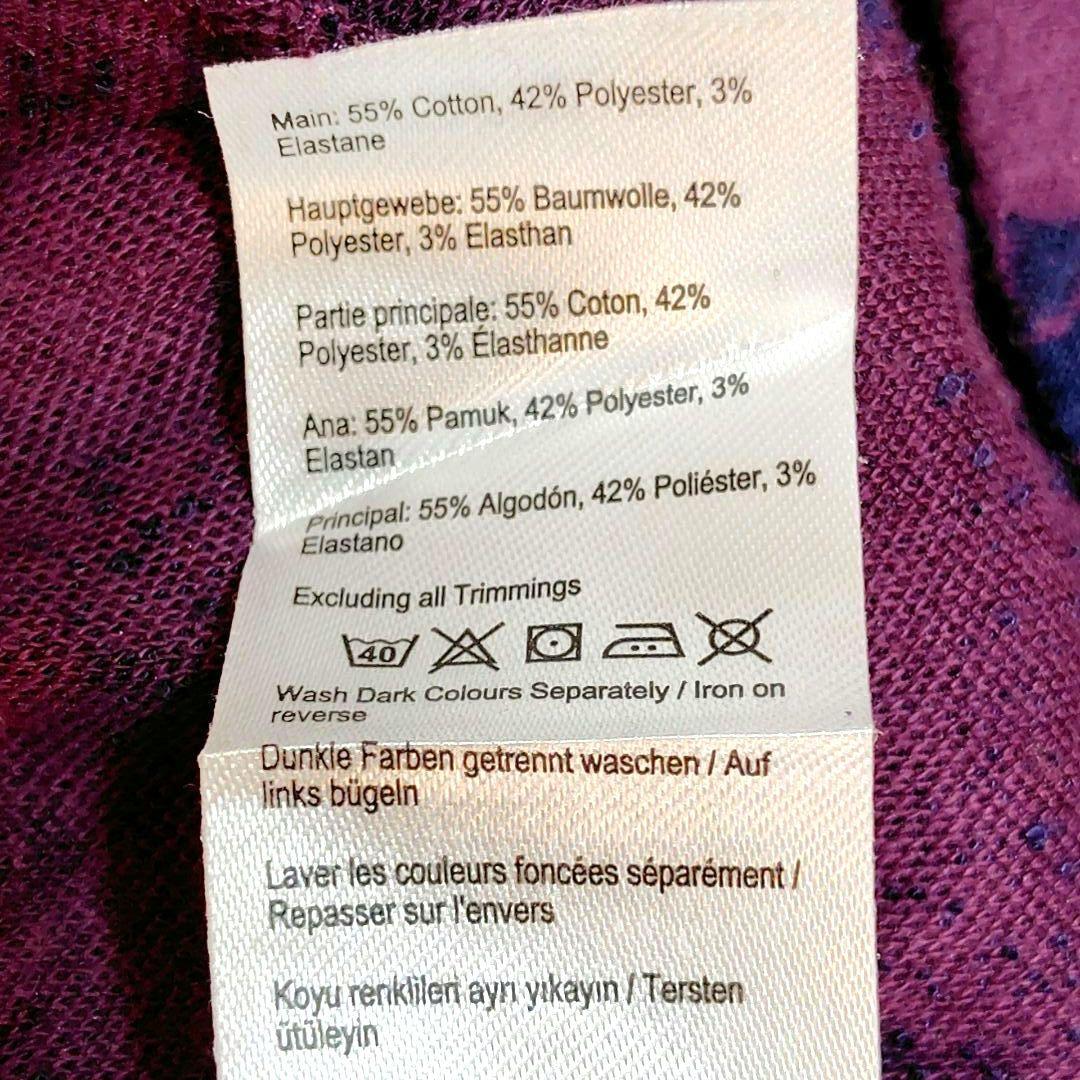 Main: 55% Cotton, 42% Polyester, 3%
Elastane
Hauptgewebe: 55% Baumwolle, 42%
Polyester, 3% Elasthan
Partie principale: 55% Coton, 42%
Polyester, 3% Élasthanne
Ana: 55% Pamuk, 42% Polyester, 3%
Elastan
Principal: 55% Algodón, 42% Poliéster, 3%
Elastano
Excluding all Trimmings
40
Wash Dark Colours Separately / Iron on
reverse
Dunkle Farben getrennt waschen / Auf
links bügeln
Laver les couleurs foncées séparément /
Repasser sur l'envers
Koyu renklileri ayrı yıkayın / Tersten
ütüleyin